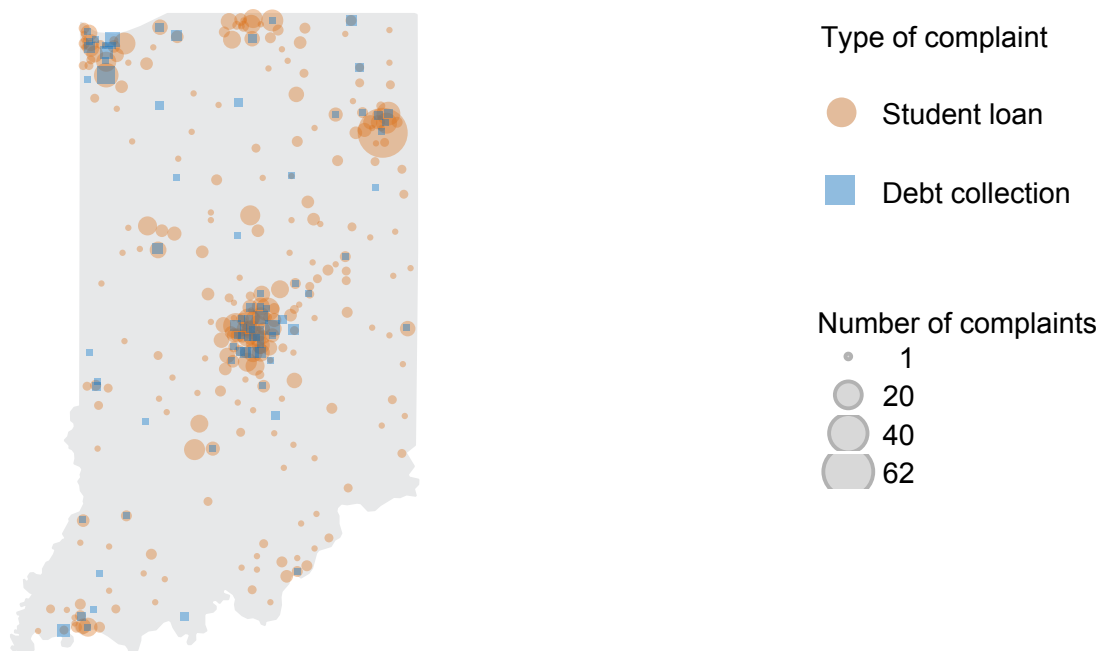 Type of complaint
Student loan
Debt collection
Number of complaints
1
20
40
62